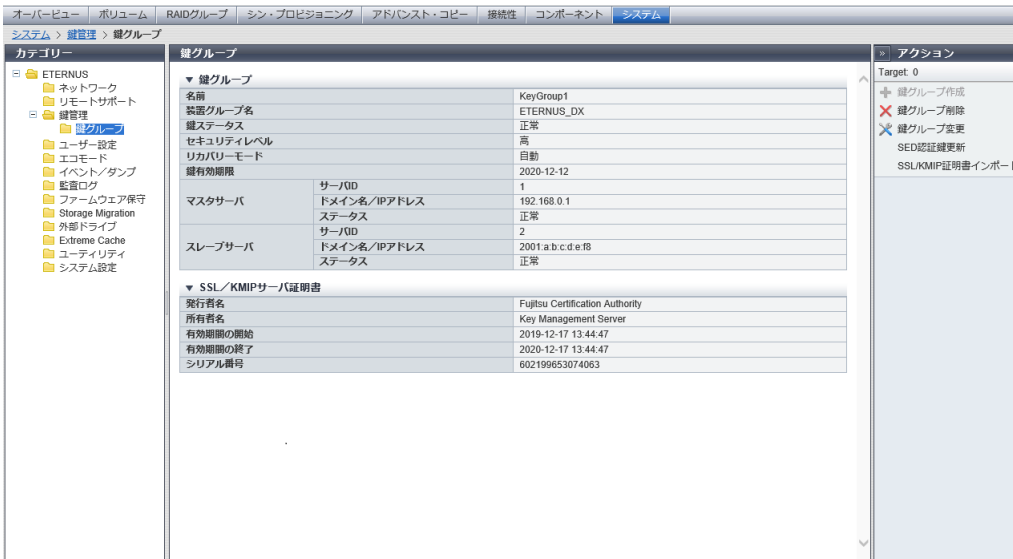 オーバービュー ボリューム RAIDグループ シン・プロビジョニング アドバンスト・コピー 接続性 コンポーネント システム
システム > 鍵管理 > 鍵グループ
カテゴリー
ETERNUS
ネットワーク
リモートサポート
鍵管理
鍵グループ
ユーザー設定
エコモード
イベント／ダンプ
監査ログ
ファームウェア保守
Storage Migration
外部ドライブ
Extreme Cache
ユーティリティ
システム設定
鍵グループ
▼ 鍵グループ
名前 KeyGroup1
装置グループ名 ETERNUS_DX
鍵ステータス 正常
セキュリティレベル 高
リカバリーモード 自動
鍵有効期限 2020-12-12
マスタサーバ
サーバID 1
ドメイン名／IPアドレス 192.168.0.1
ステータス 正常
スレーブサーバ
サーバID 2
ドメイン名／IPアドレス 2001:a:b:c:d:e:f8
ステータス 正常
▼ SSL／KMIPサーバ証明書
発行者名 Fujitsu Certification Authority
所有者名 Key Management Server
有効期間の開始 2019-12-17 13:44:47
有効期間の終了 2020-12-17 13:44:47
シリアル番号 602199653074063
» アクション
Target: 0
鍵グループ作成
鍵グループ削除
鍵グループ変更
SED認証鍵更新
SSL/KMIP証明書インポート